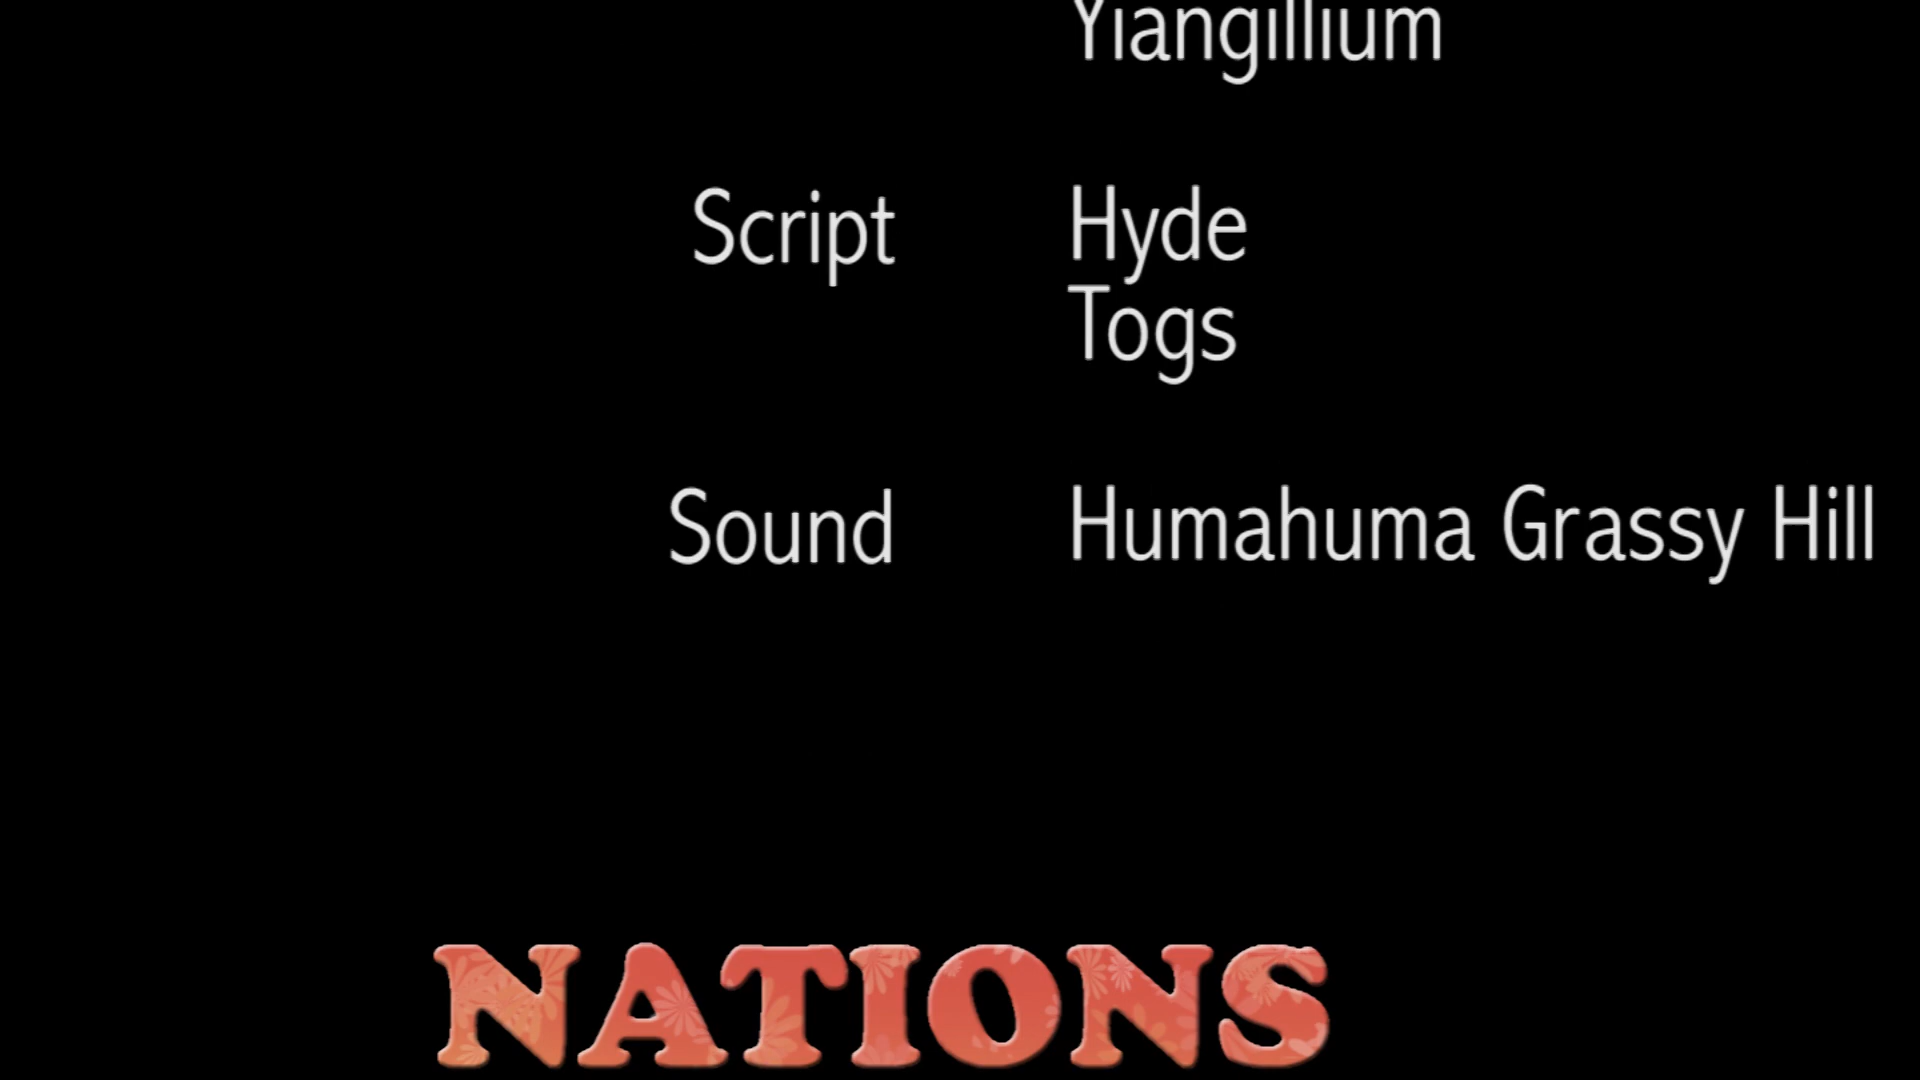 Yiangillium
Script Hyde
Togs
Sound Humahuma Grassy Hill
NATIONS